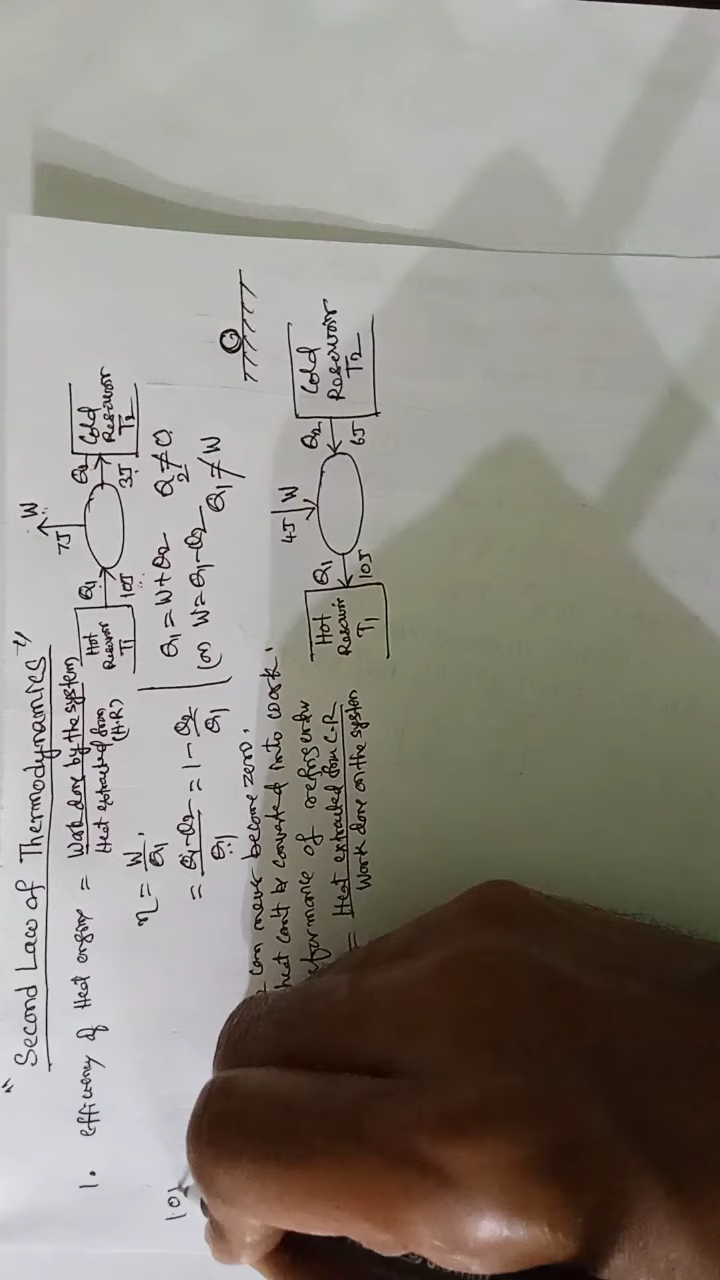 "Second Law of Thermodynamics"
1. efficiency of Heat engine = Work done by the system
Heat extracted from
(H.R)
η = W/Q1
= Q1-Q2/Q1 = 1 - Q2/Q1
Q1 = W+Q2 Q2 ≠ 0
W = Q1-Q2 Q1 ≠ W
Hot
Reservoir
T1
Q1
10J
W
7J
Q2
3J
Cold
Reservoir
T2
10J
can never become zero.
heat can't be converted into work.
of refrigerator
= Heat extracted from C.R
Work done on the system
Hot
Reservoir
T1
Q1
10J
4J W
Q2
6J
Cold
Reservoir
T2